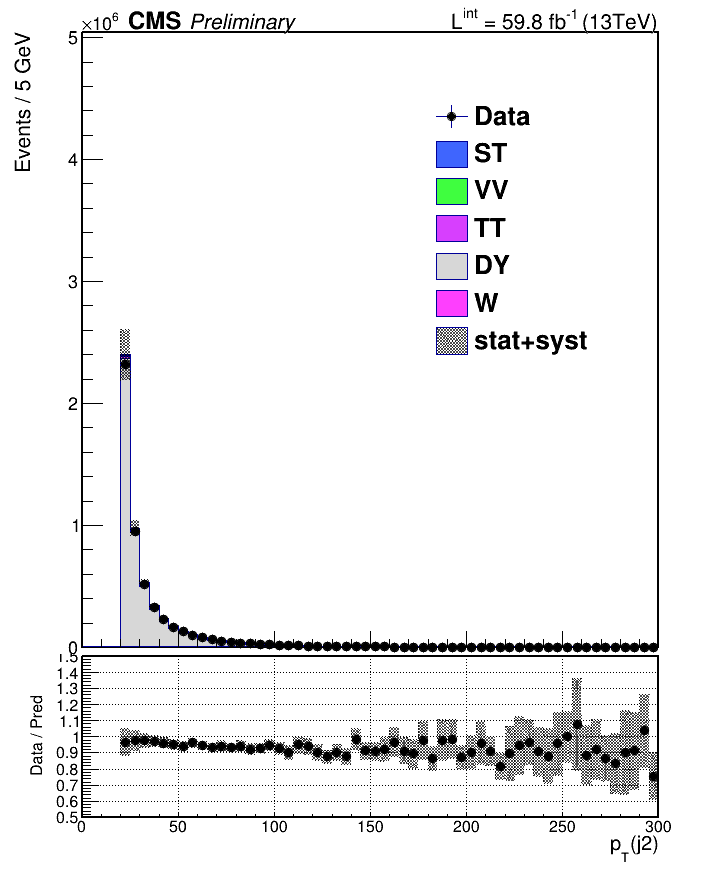 ×10⁶ CMS Preliminary L^int = 59.8 fb⁻¹ (13TeV)
Events / 5 GeV
5
4
3
2
1
0
Data
ST
VV
TT
DY
W
stat+syst
Data / Pred
1.5
1.4
1.3
1.2
1.1
1
0.9
0.8
0.7
0.6
0.5
0 50 100 150 200 250 300
p_T(j2)